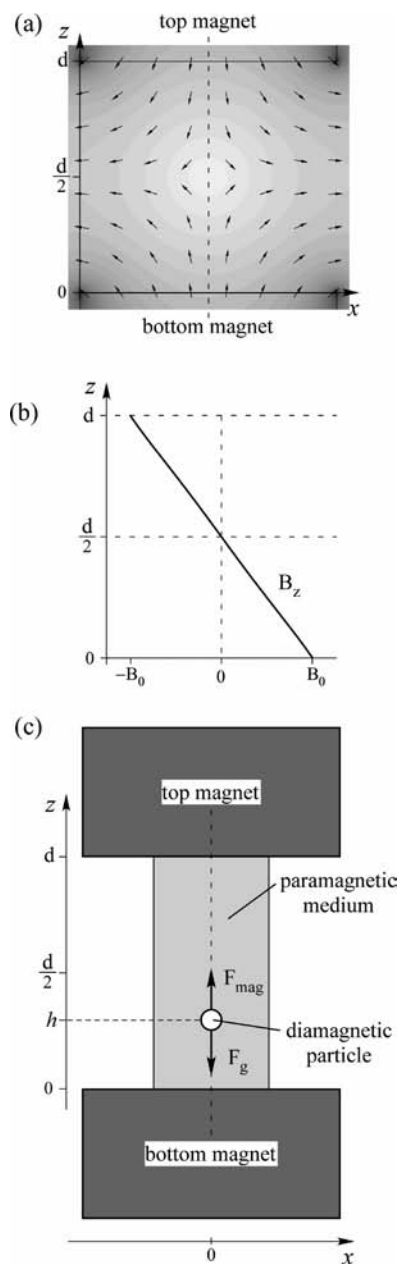 (a)
top magnet
z
d
d/2
0
x
bottom magnet
(b)
z
d
d/2
B_z
0
−B_0 0 B_0
(c)
top magnet
z
d
paramagnetic
medium
d/2
F_mag
h
diamagnetic
particle
F_g
0
bottom magnet
0
x